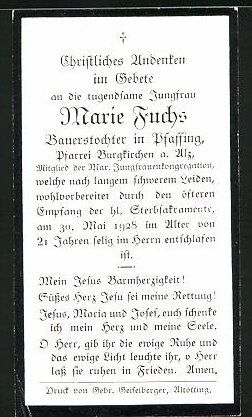 Christliches Andenken
im Gebete
an die tugendsame Jungfrau
Marie Fuchs
Bauerstochter in Pfaffing,
Pfarrei Burgkirchen a. Alz,
Mitglied der Mar. Jungfrauenkongregation,
welche nach langem schwerem Leiden,
wohlvorbereitet durch den öfteren
Empfang der hl. Sterbsakramente,
am 30. Mai 1928 im Alter von
21 Jahren selig im Herrn entschlafen
ist.
Mein Jesus Barmherzigkeit!
Süßes Herz Jesu sei meine Rettung!
Jesus, Maria und Josef, euch schenke
ich mein Herz und meine Seele.
O Herr, gib ihr die ewige Ruhe und
das ewige Licht leuchte ihr, o Herr
laß sie ruhen in Frieden. Amen.
Druck von Gebr. Geiselberger, Altötting.